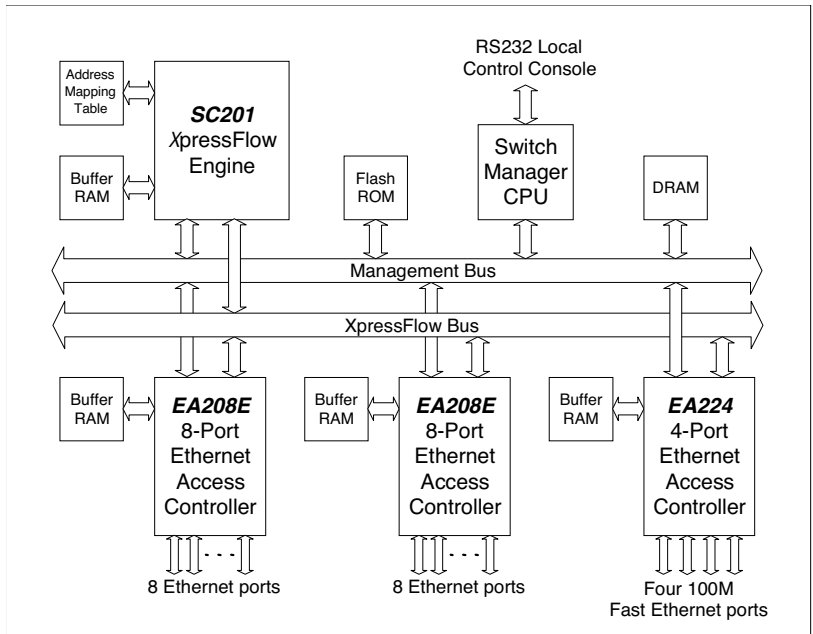 RS232 Local
Control Console
Address
Mapping
Table
SC201
XpressFlow
Engine
Buffer
RAM
Flash
ROM
Switch
Manager
CPU
DRAM
Management Bus
XpressFlow Bus
Buffer
RAM
EA208E
8-Port
Ethernet
Access
Controller
8 Ethernet ports
Buffer
RAM
EA208E
8-Port
Ethernet
Access
Controller
8 Ethernet ports
Buffer
RAM
EA224
4-Port
Ethernet
Access
Controller
Four 100M
Fast Ethernet ports